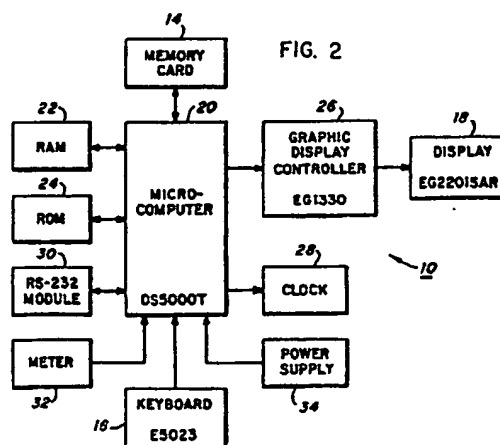 14
FIG. 2
MEMORY
CARD
22
20
26
18
RAM
GRAPHIC
DISPLAY
CONTROLLER
EG1330
DISPLAY
EG2201SAR
24
MICRO-
COMPUTER
ROM
30
28
10
RS-232
MODULE
DS5000T
CLOCK
METER
POWER
SUPPLY
32
16
KEYBOARD
E5023
34